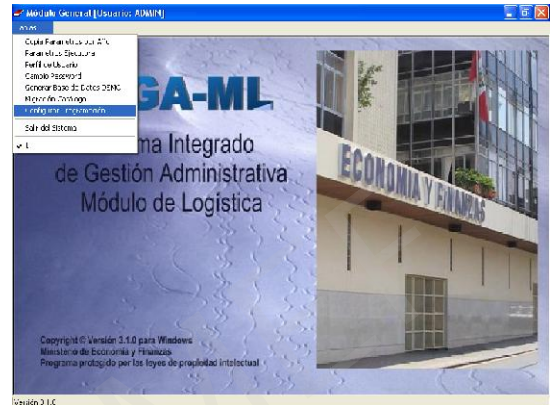 Módulo General [Usuario: ADMIN]
Copia Parametros por Año
Parametros Ejecutora
Perfil de Usuario
Cambio Password
Generar Base de Datos DEMO
Migración Catálogo
Configurar Programación
Salir del Sistema
GA-ML
ma Integrado
de Gestión Administrativa
Módulo de Logística
ECONOMIA Y FINANZAS
Copyright © Versión 3.1.0 para Windows
Ministerio de Economía y Finanzas
Programa protegido por las leyes de propiedad intelectual
Versión 3.1.0